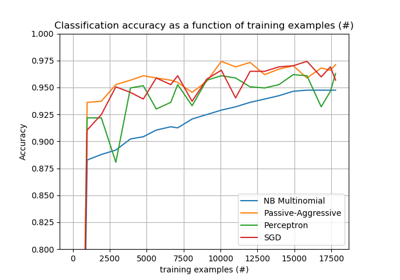 Classification accuracy as a function of training examples (#)
1.000
0.975
0.950
0.925
0.900
0.875
0.850
0.825
0.800
Accuracy
NB Multinomial
Passive-Aggressive
Perceptron
SGD
0 2500 5000 7500 10000 12500 15000 17500
training examples (#)